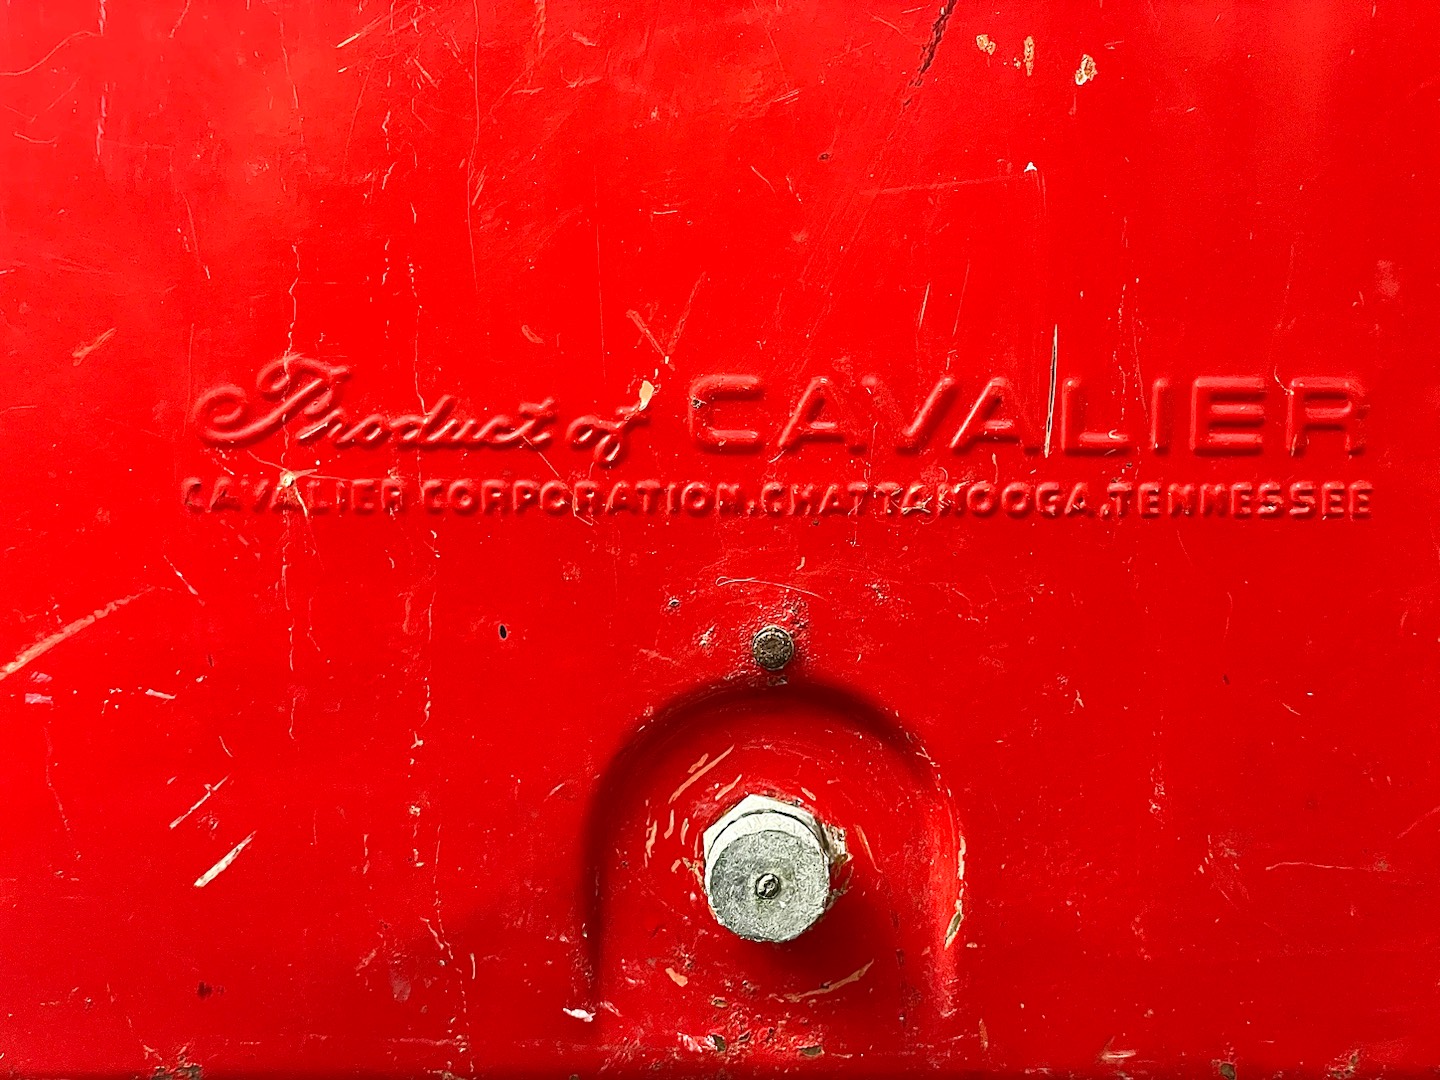 Product of CAVALIER
CAVALIER CORPORATION. CHATTANOOGA, TENNESSEE